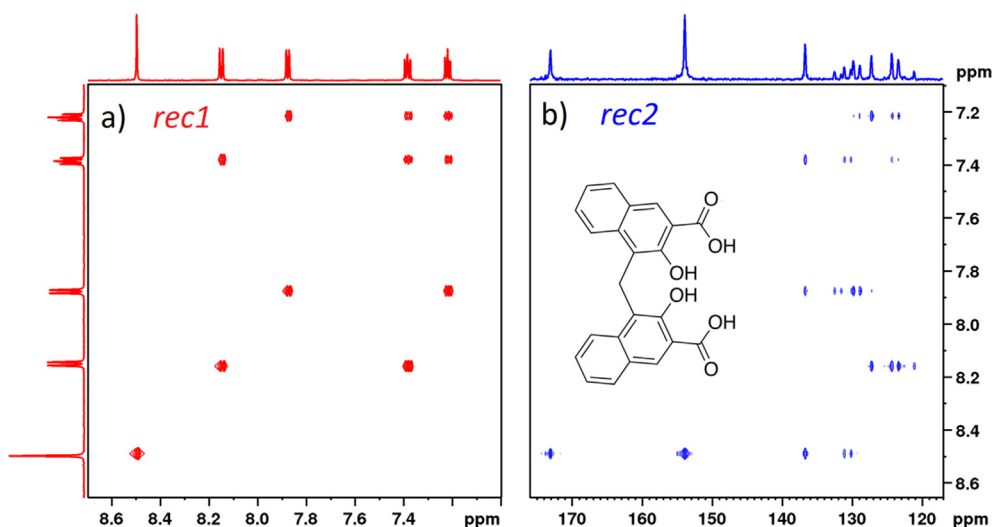 ppm
a) rec1
b) rec2
7.2
7.4
7.6
7.8
8.0
8.2
8.4
8.6
O
OH
OH
OH
OH
O
8.6 8.4 8.2 8.0 7.8 7.6 7.4 ppm
170 160 150 140 130 ppm